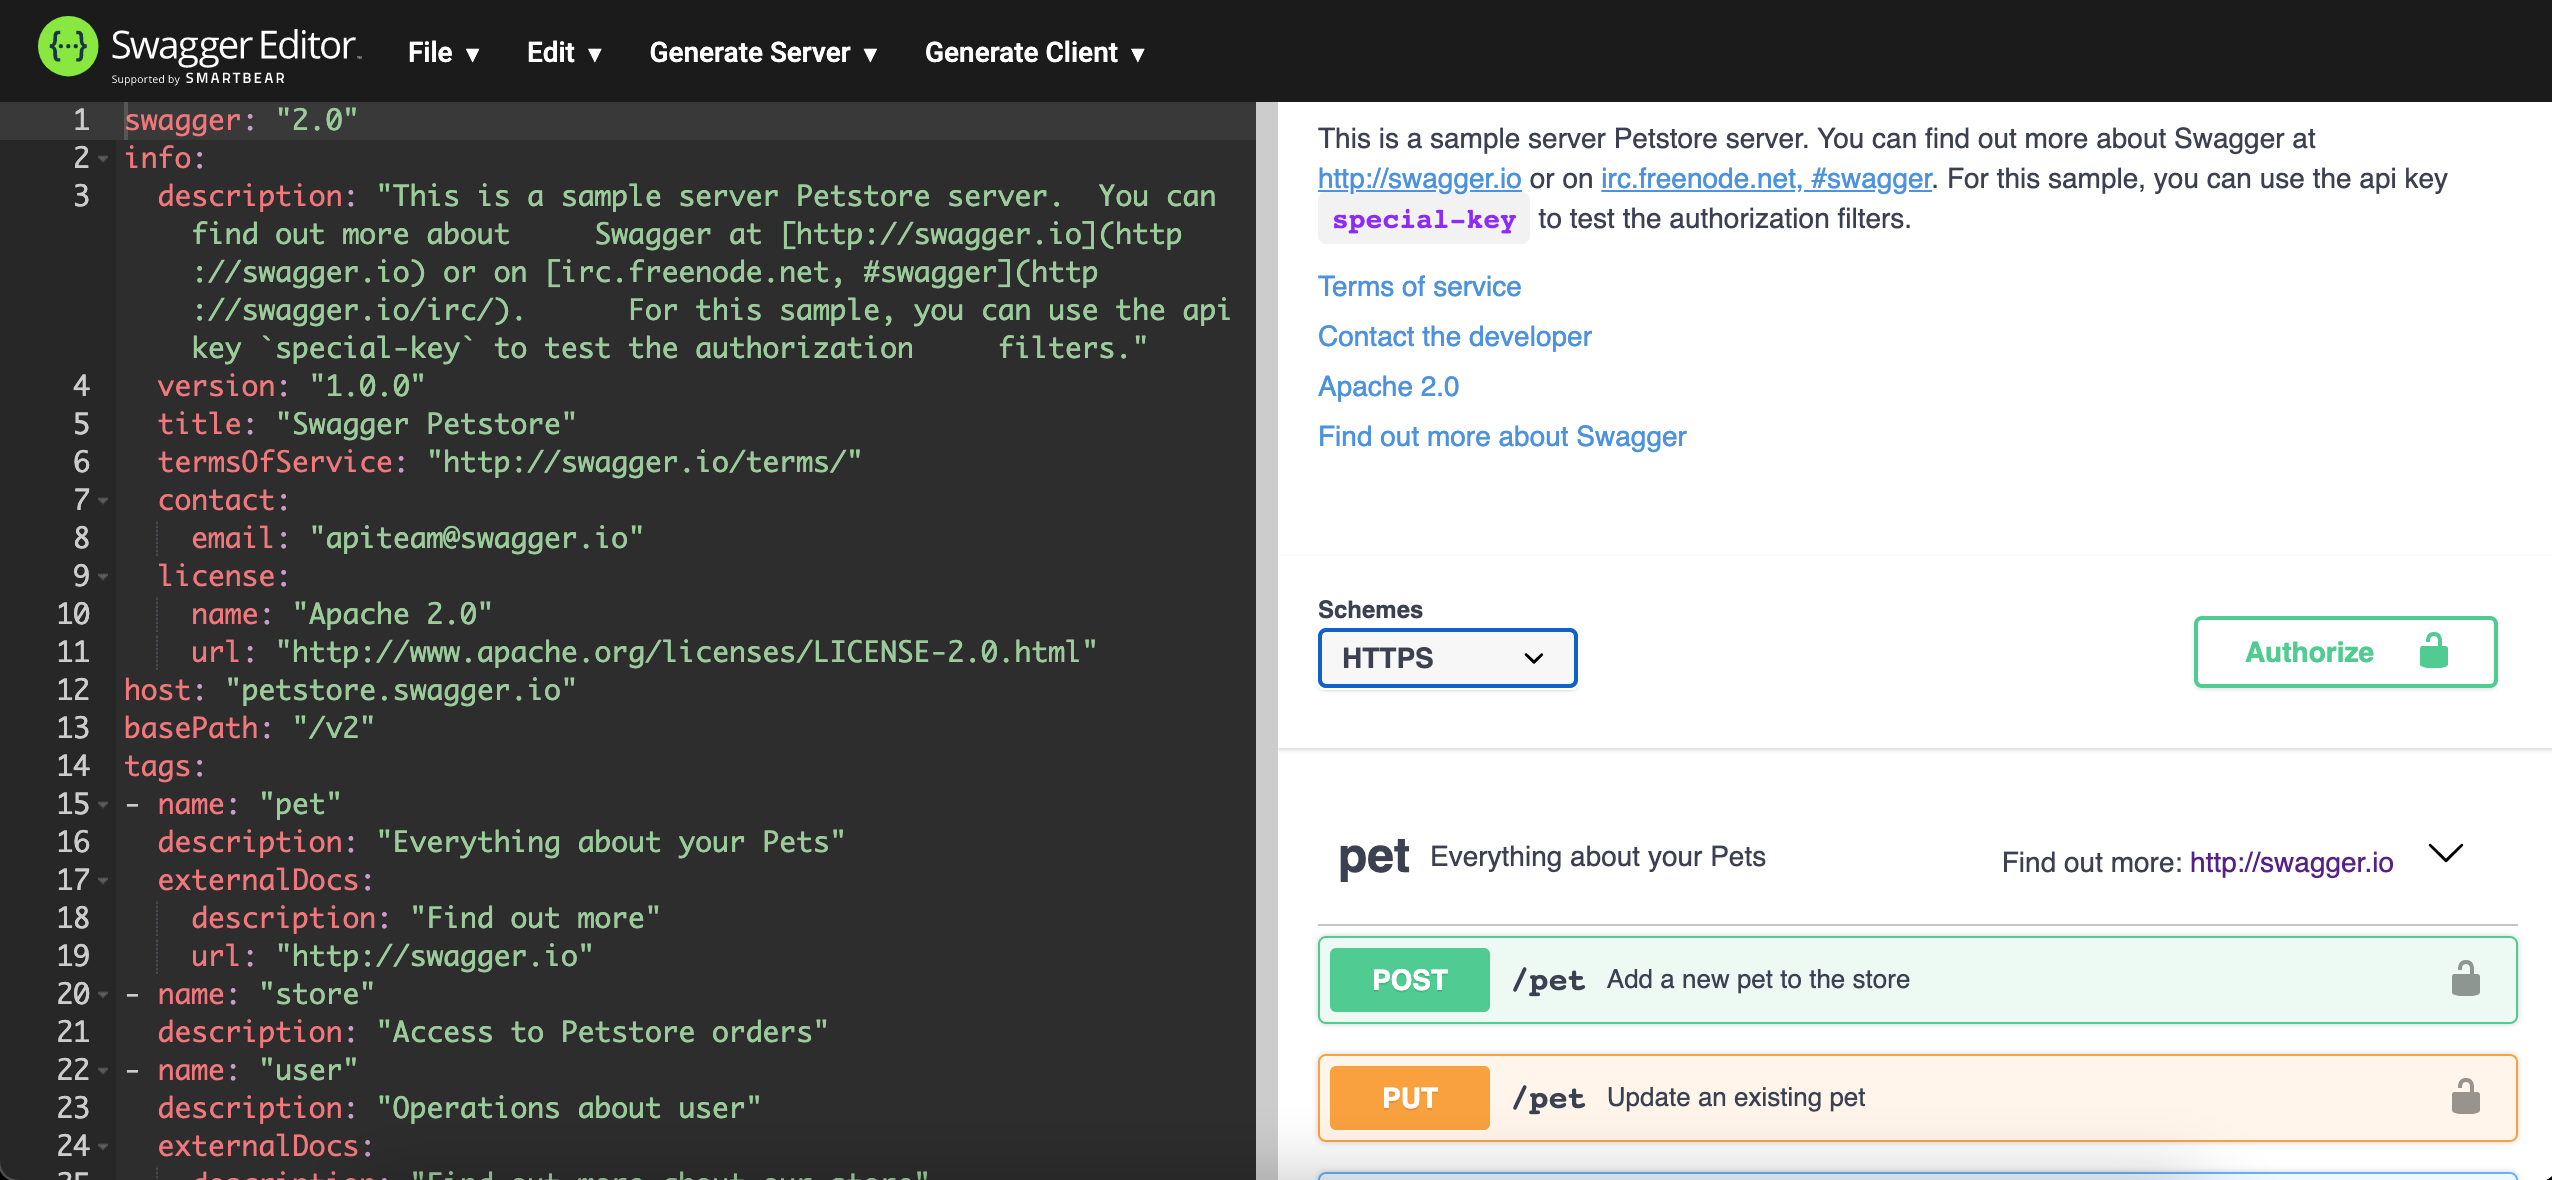 Swagger Editor
Supported by SMARTBEAR
File ▼ Edit ▼ Generate Server ▼ Generate Client ▼
1 swagger: "2.0"
2 info:
3 description: "This is a sample server Petstore server.  You can
find out more about     Swagger at [http://swagger.io](http
://swagger.io) or on [irc.freenode.net, #swagger](http
://swagger.io/irc/).      For this sample, you can use the api
key `special-key` to test the authorization     filters."
4 version: "1.0.0"
5 title: "Swagger Petstore"
6 termsOfService: "http://swagger.io/terms/"
7 contact:
8 email: "apiteam@swagger.io"
9 license:
10 name: "Apache 2.0"
11 url: "http://www.apache.org/licenses/LICENSE-2.0.html"
12 host: "petstore.swagger.io"
13 basePath: "/v2"
14 tags:
15 - name: "pet"
16 description: "Everything about your Pets"
17 externalDocs:
18 description: "Find out more"
19 url: "http://swagger.io"
20 - name: "store"
21 description: "Access to Petstore orders"
22 - name: "user"
23 description: "Operations about user"
24 externalDocs:
25 description: "Find out more about our store"
This is a sample server Petstore server. You can find out more about Swagger at
http://swagger.io or on irc.freenode.net, #swagger. For this sample, you can use the api key
special-key to test the authorization filters.
Terms of service
Contact the developer
Apache 2.0
Find out more about Swagger
Schemes
HTTPS
Authorize
pet Everything about your Pets Find out more: http://swagger.io
POST /pet Add a new pet to the store
PUT /pet Update an existing pet